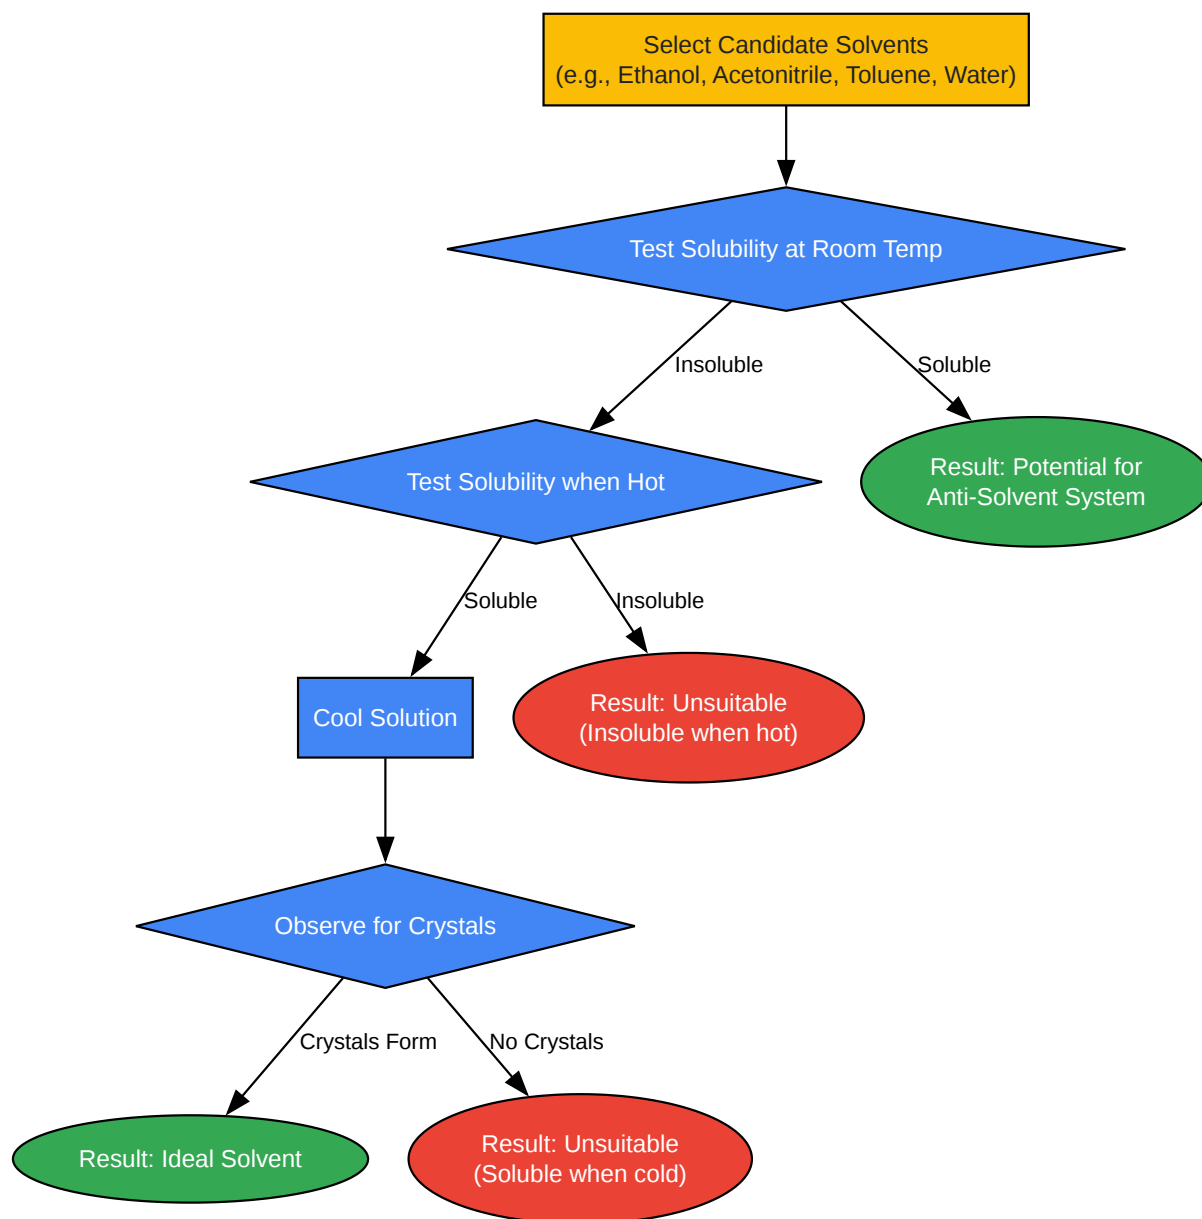 Select Candidate Solvents
(e.g., Ethanol, Acetonitrile, Toluene, Water)
Test Solubility at Room Temp
Insoluble
Soluble
Test Solubility when Hot
Result: Potential for
Anti-Solvent System
Soluble
Insoluble
Cool Solution
Result: Unsuitable
(Insoluble when hot)
Observe for Crystals
Crystals Form
No Crystals
Result: Ideal Solvent
Result: Unsuitable
(Soluble when cold)